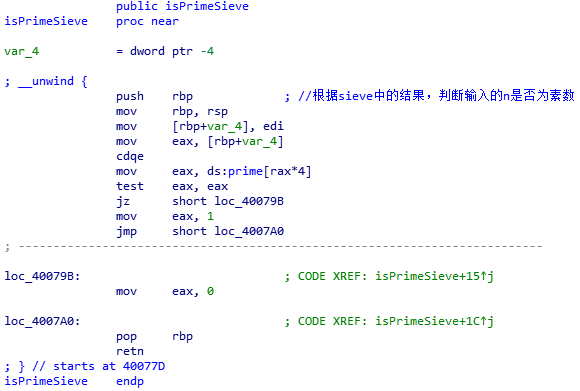 public isPrimeSieve
isPrimeSieve proc near
var_4 = dword ptr -4
; __unwind {
push rbp ; //根据sieve中的结果，判断输入的n是否为素数
mov rbp, rsp
mov [rbp+var_4], edi
mov eax, [rbp+var_4]
cdqe
mov eax, ds:prime[rax*4]
test eax, eax
jz short loc_40079B
mov eax, 1
jmp short loc_4007A0
; ---------------------------------------------------------------------------
loc_40079B: ; CODE XREF: isPrimeSieve+15↑j
mov eax, 0
loc_4007A0: ; CODE XREF: isPrimeSieve+1C↑j
pop rbp
retn
; } // starts at 40077D
isPrimeSieve endp